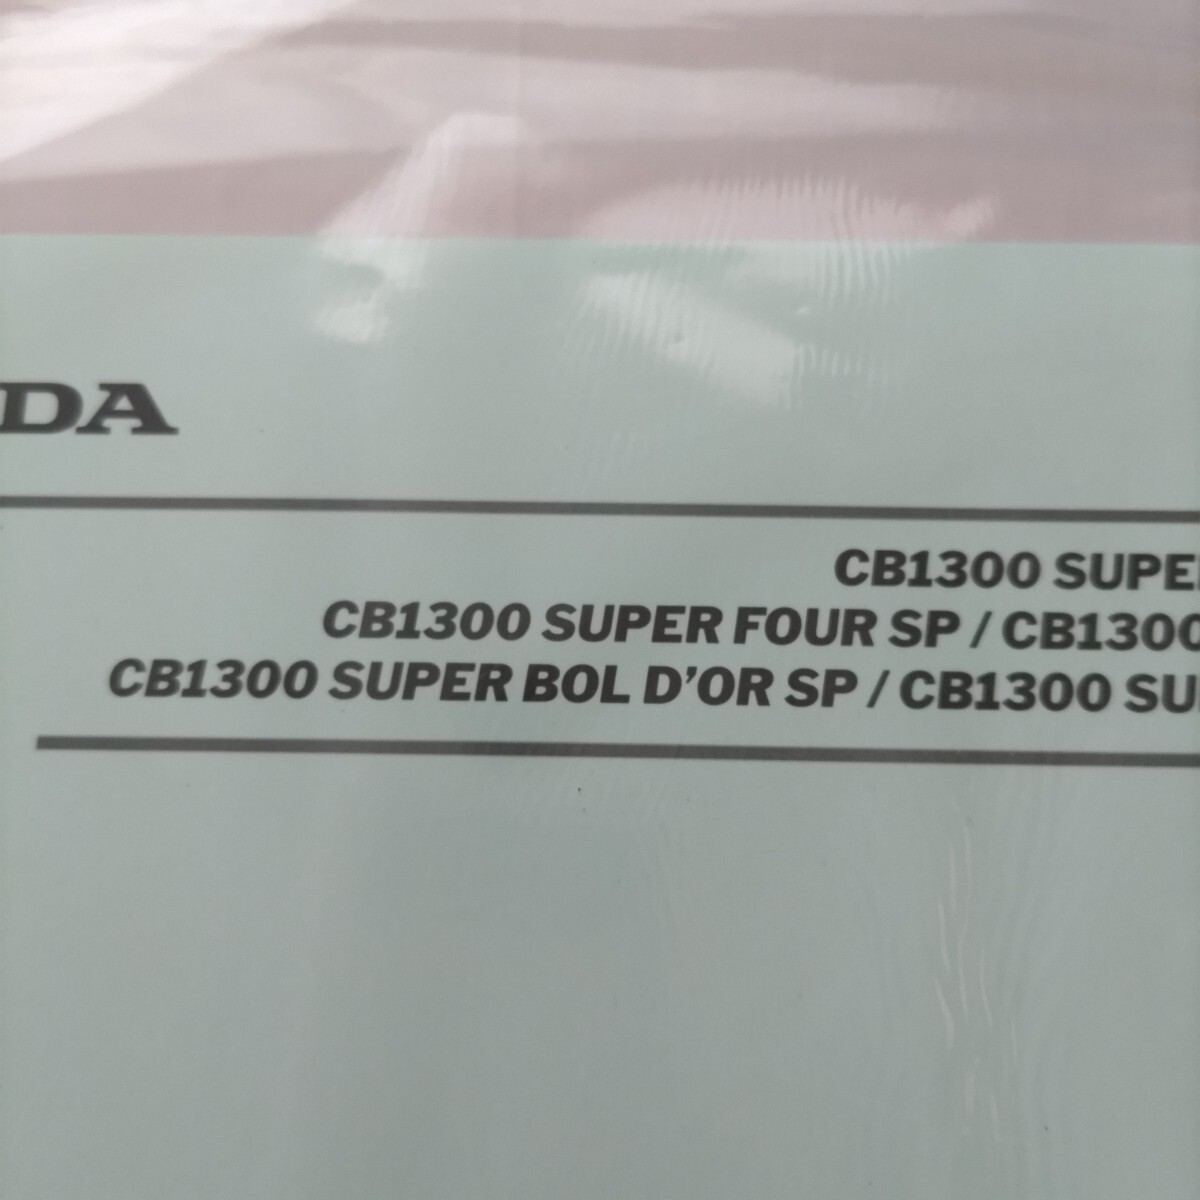 DA
CB1300 SUPE
CB1300 SUPER FOUR SP / CB1300
CB1300 SUPER BOL D'OR SP / CB1300 SU